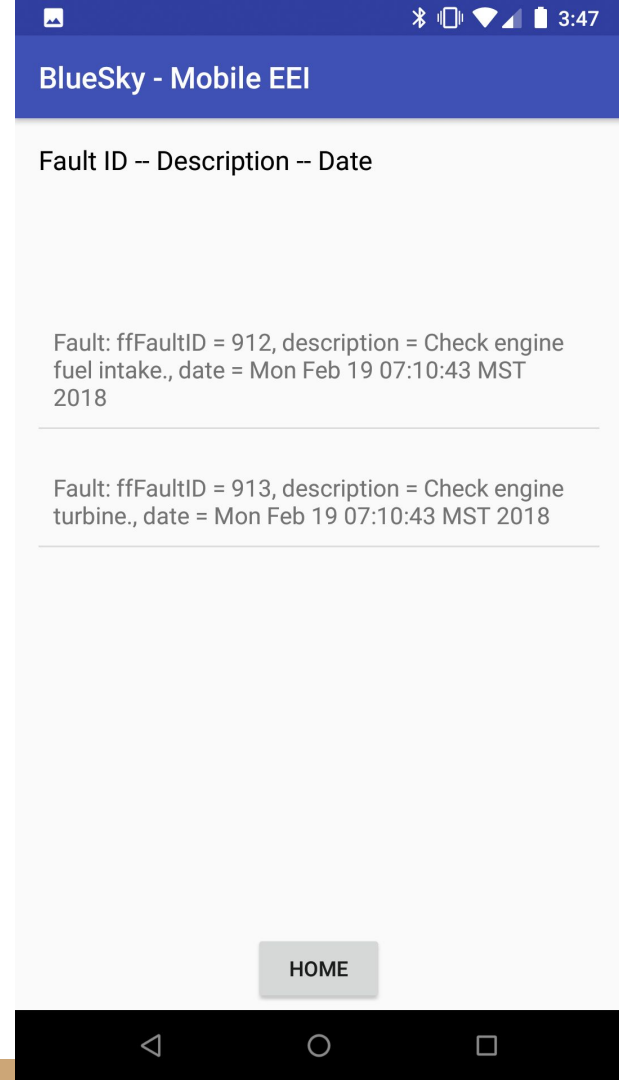 3:47
BlueSky - Mobile EEI
Fault ID -- Description -- Date
Fault: ffFaultID = 912, description = Check engine
fuel intake., date = Mon Feb 19 07:10:43 MST
2018
Fault: ffFaultID = 913, description = Check engine
turbine., date = Mon Feb 19 07:10:43 MST 2018
HOME